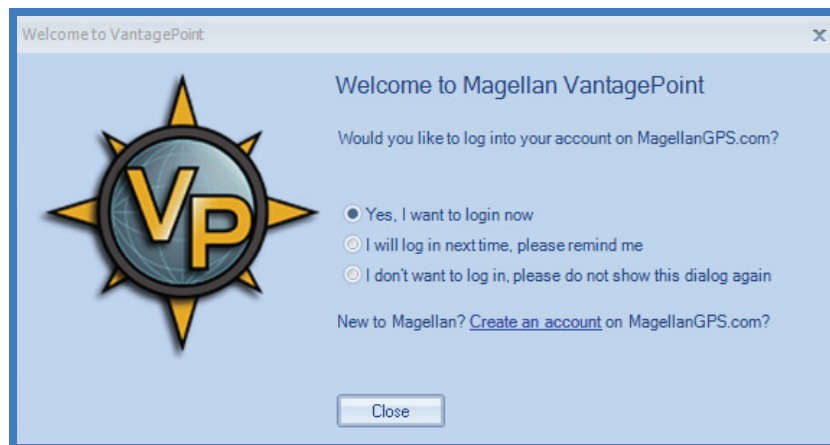 Welcome to VantagePoint
x
Welcome to Magellan VantagePoint
Would you like to log into your account on MagellanGPS.com?
VP
Yes, I want to login now
I will log in next time, please remind me
I don't want to log in, please do not show this dialog again
New to Magellan? Create an account on MagellanGPS.com?
Close